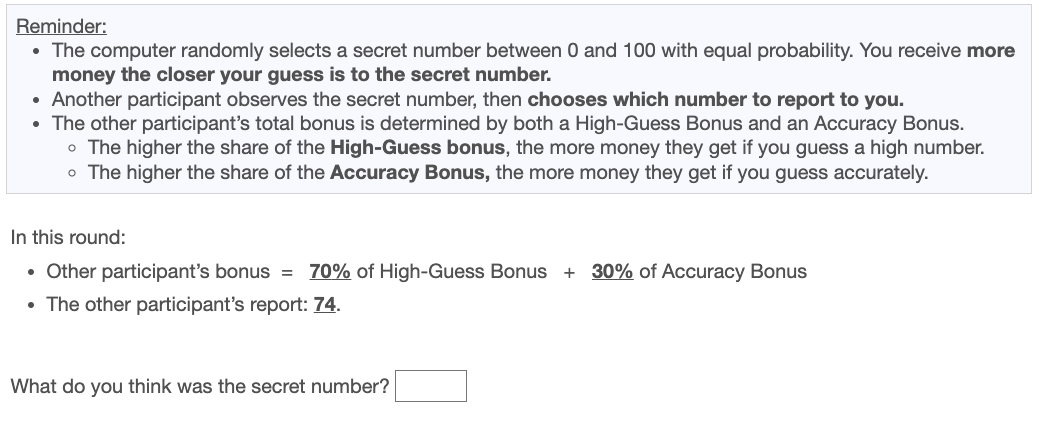 Reminder:
• The computer randomly selects a secret number between 0 and 100 with equal probability. You receive more
money the closer your guess is to the secret number.
• Another participant observes the secret number, then chooses which number to report to you.
• The other participant's total bonus is determined by both a High-Guess Bonus and an Accuracy Bonus.
○ The higher the share of the High-Guess bonus, the more money they get if you guess a high number.
○ The higher the share of the Accuracy Bonus, the more money they get if you guess accurately.
In this round:
• Other participant's bonus = 70% of High-Guess Bonus + 30% of Accuracy Bonus
• The other participant's report: 74.
What do you think was the secret number?